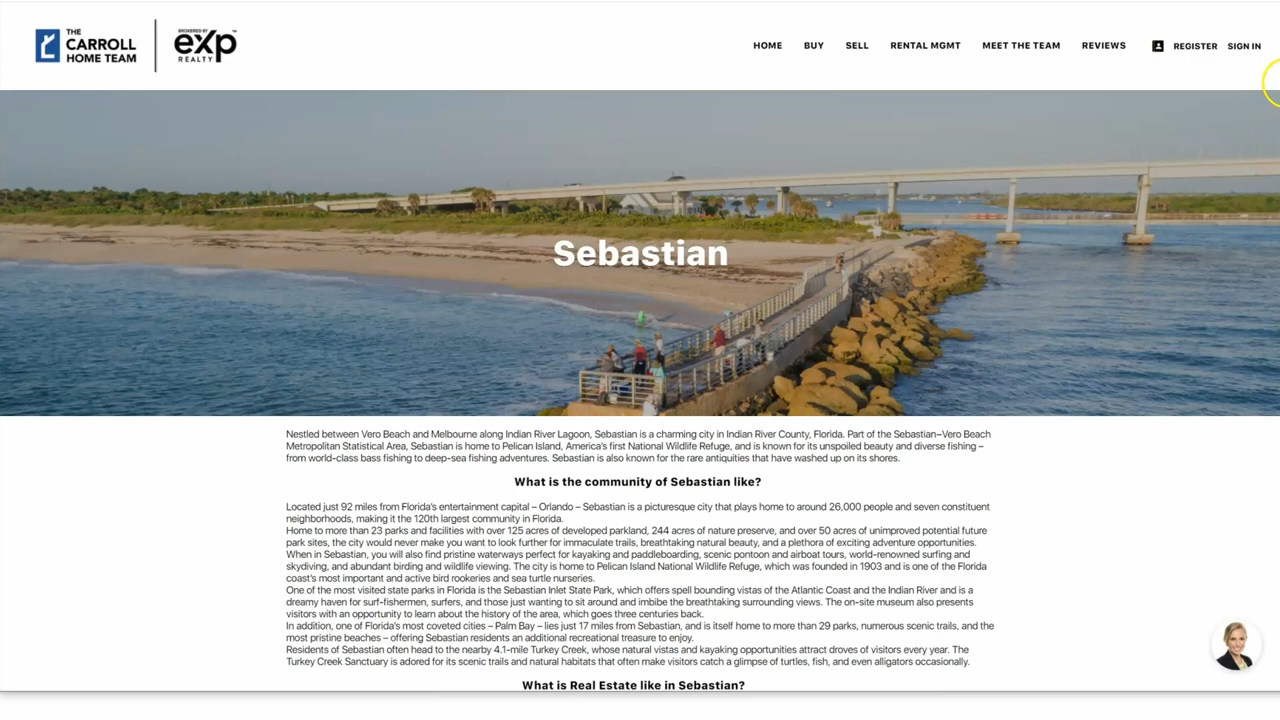 THE
CARROLL
HOME TEAM
BROKERED BY
eXp
REALTY
HOME BUY SELL RENTAL MGMT MEET THE TEAM REVIEWS REGISTER SIGN IN
Sebastian
Nestled between Vero Beach and Melbourne along Indian River Lagoon, Sebastian is a charming city in Indian River County, Florida. Part of the Sebastian–Vero Beach
Metropolitan Statistical Area, Sebastian is home to Pelican Island, America's first National Wildlife Refuge, and is known for its unspoiled beauty and diverse fishing –
from world-class bass fishing to deep-sea fishing adventures. Sebastian is also known for the rare antiquities that have washed up on its shores.
What is the community of Sebastian like?
Located just 92 miles from Florida's entertainment capital – Orlando – Sebastian is a picturesque city that plays home to around 26,000 people and seven constituent
neighborhoods, making it the 120th largest community in Florida.
Home to more than 23 parks and facilities with over 125 acres of developed parkland, 244 acres of nature preserve, and over 50 acres of unimproved potential future
park sites, the city would never make you want to look further for immaculate trails, breathtaking natural beauty, and a plethora of exciting adventure opportunities.
When in Sebastian, you will also find pristine waterways perfect for kayaking and paddleboarding, scenic pontoon and airboat tours, world-renowned surfing and
skydiving, and abundant birding and wildlife viewing. The city is home to Pelican Island National Wildlife Refuge, which was founded in 1903 and is one of the Florida
coast's most important and active bird rookeries and sea turtle nurseries.
One of the most visited state parks in Florida is the Sebastian Inlet State Park, which offers spell bounding vistas of the Atlantic Coast and the Indian River and is a
dreamy haven for surf-fishermen, surfers, and those just wanting to sit around and imbibe the breathtaking surrounding views. The on-site museum also presents
visitors with an opportunity to learn about the history of the area, which goes three centuries back.
In addition, one of Florida's most coveted cities – Palm Bay – lies just 17 miles from Sebastian, and is itself home to more than 29 parks, numerous scenic trails, and the
most pristine beaches – offering Sebastian residents an additional recreational treasure to enjoy.
Residents of Sebastian often head to the nearby 4.1-mile Turkey Creek, whose natural vistas and kayaking opportunities attract droves of visitors every year. The
Turkey Creek Sanctuary is adored for its scenic trails and natural habitats that often make visitors catch a glimpse of turtles, fish, and even alligators occasionally.
What is Real Estate like in Sebastian?